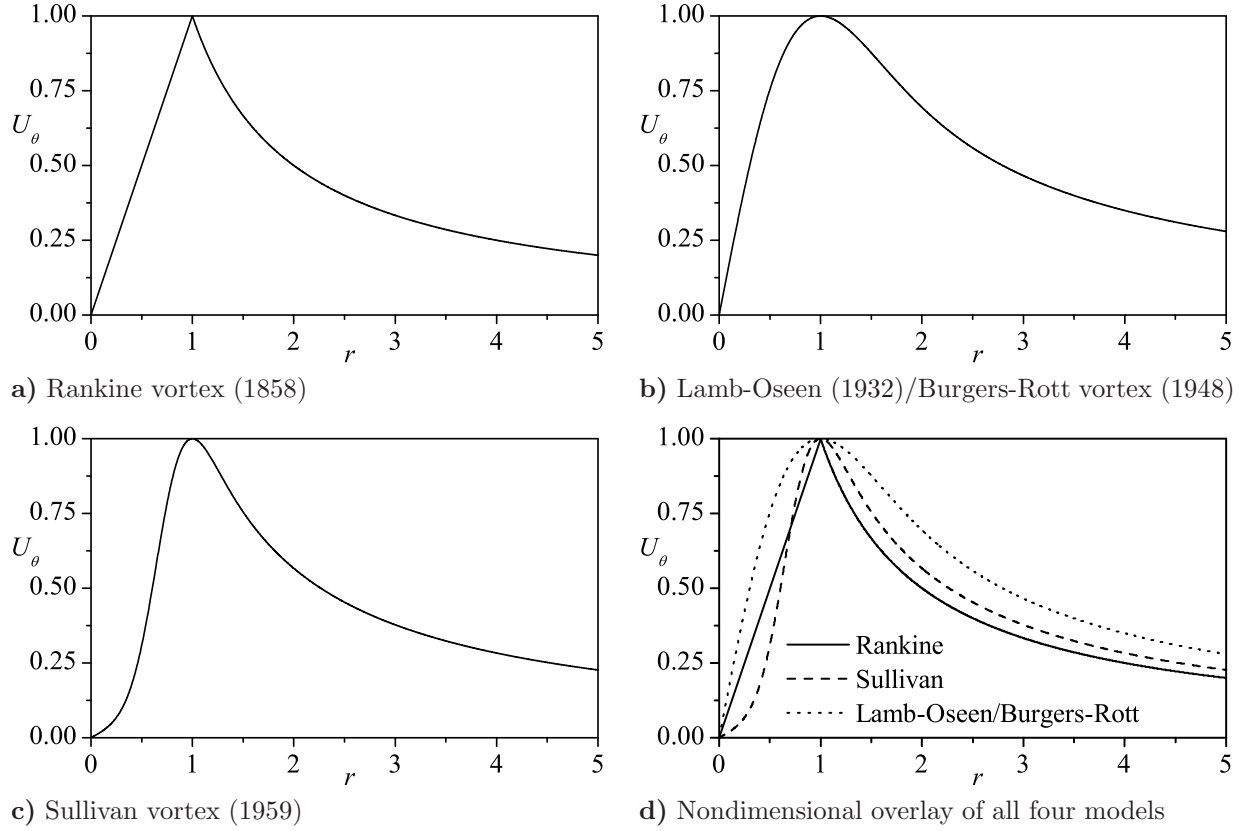 1.00
0.75
U_θ
0.50
0.25
0.00
0 1 2 3 4 5
r
a) Rankine vortex (1858)
1.00
0.75
U_θ
0.50
0.25
0.00
0 1 2 3 4 5
r
b) Lamb-Oseen (1932)/Burgers-Rott vortex (1948)
1.00
0.75
U_θ
0.50
0.25
0.00
0 1 2 3 4 5
r
c) Sullivan vortex (1959)
1.00
0.75
U_θ
0.50
0.25
0.00
Rankine
Sullivan
Lamb-Oseen/Burgers-Rott
0 1 2 3 4 5
r
d) Nondimensional overlay of all four models